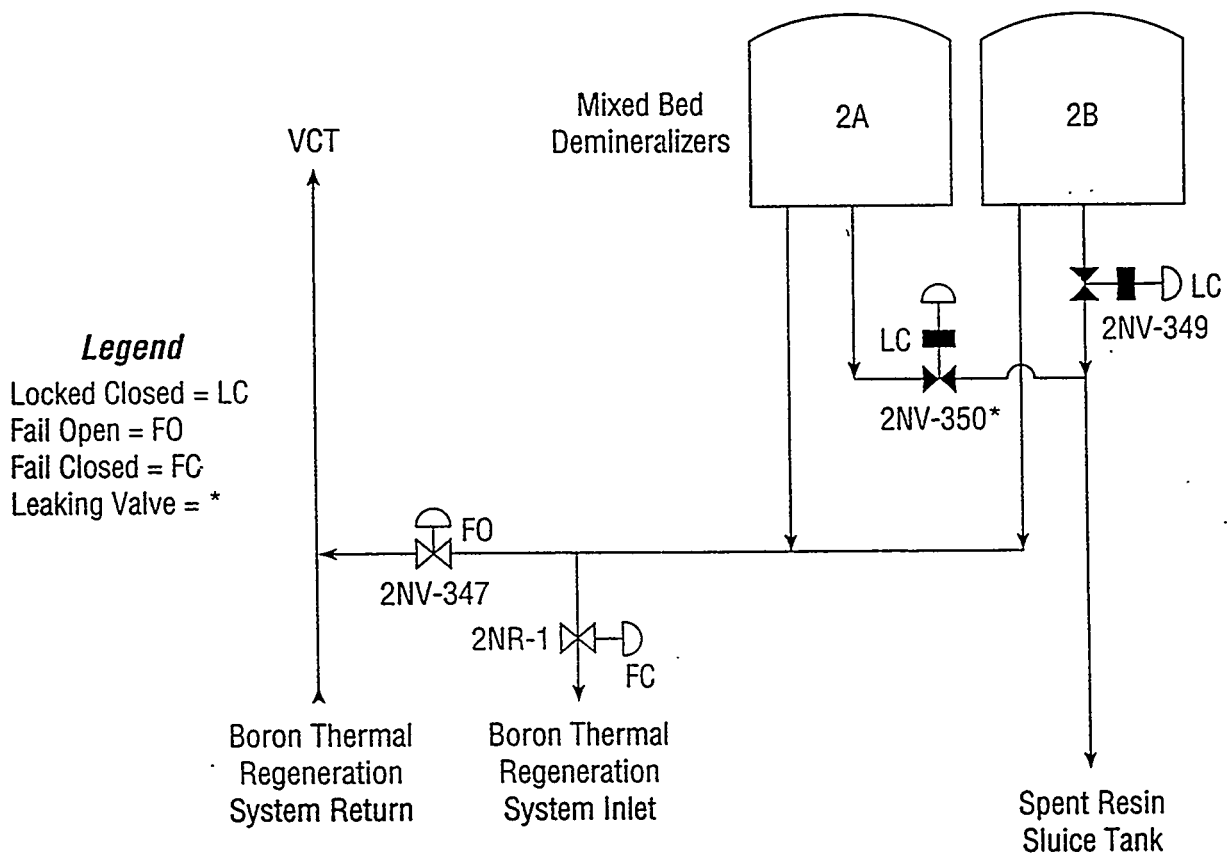 Mixed Bed
Demineralizers
2A
2B
VCT
LC
2NV-349
LC
2NV-350*
Legend
Locked Closed = LC
Fail Open = FO
Fail Closed = FC
Leaking Valve = *
FO
2NV-347
2NR-1
FC
Boron Thermal
Regeneration
System Return
Boron Thermal
Regeneration
System Inlet
Spent Resin
Sluice Tank